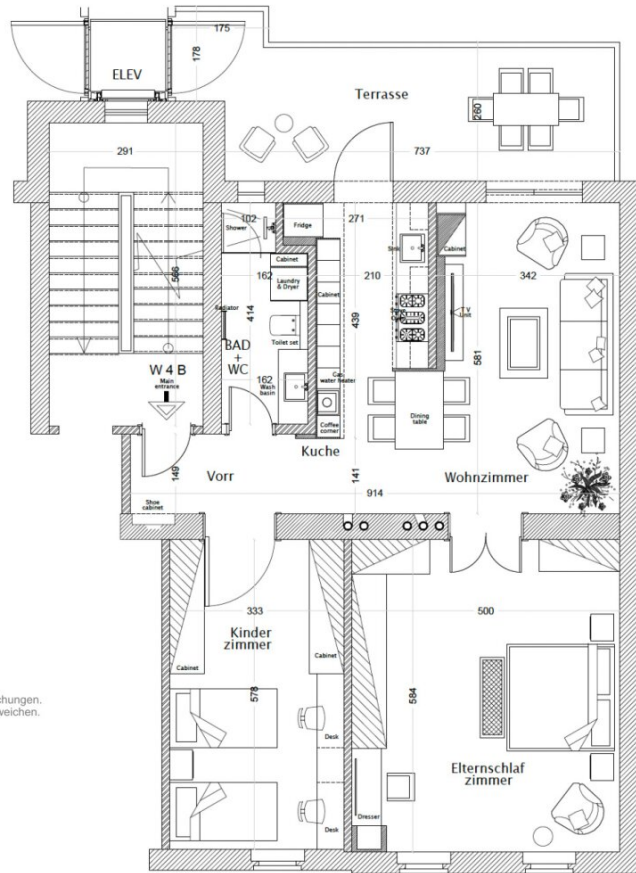 175
178
ELEV
Terrasse
260
291
737
566
102
Shower
Fridge
271
Sink
Cabinet
162
Cabinet
Laundry
& Dryer
210
342
Cabinet
Radiator
414
439
TV
Unit
581
Toilet set
BAD
+
WC
W 4 B
Main
entrance
162
Wash
basin
Gas
water heater
Dining
table
Coffee
corner
Kuche
149
Vorr
141
Wohnzimmer
914
Shoe
cabinet
333
500
Kinder
zimmer
Cabinet
Cabinet
578
584
chungen.
weichen.
Desk
Elternschlaf
zimmer
Dresser
Desk